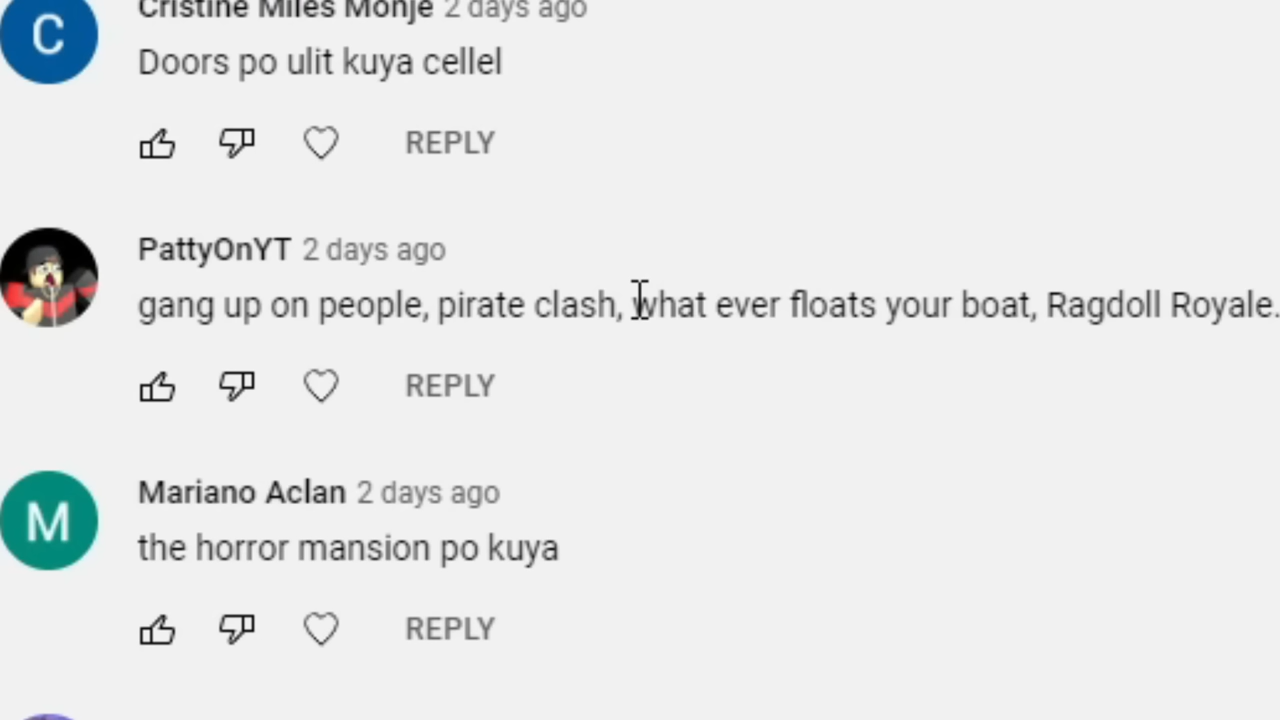 C
Cristine Miles Monje 2 days ago
Doors po ulit kuya cellel
REPLY
PattyOnYT 2 days ago
gang up on people, pirate clash, what ever floats your boat, Ragdoll Royale.
REPLY
M
Mariano Aclan 2 days ago
the horror mansion po kuya
REPLY